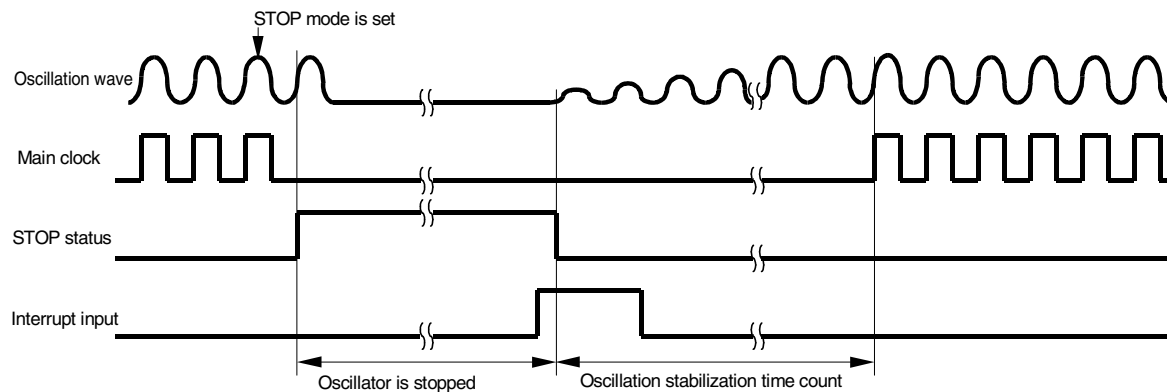 STOP mode is set
Oscillation wave
Main clock
STOP status
Interrupt input
Oscillator is stopped
Oscillation stabilization time count